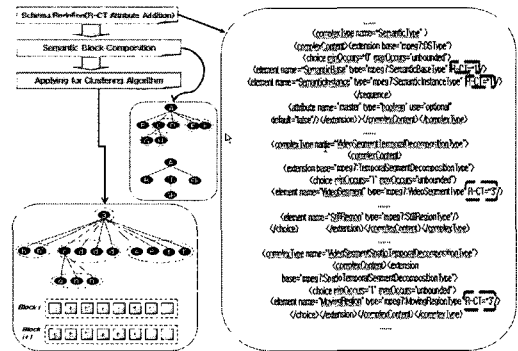 Schema Redefine(R-CT Attribute Addition)
Semantic Block Composition
Applying for Clustering Algorithm
Block i
Block i+1
......
<complexType name="SemanticType" >
<complexContent> <extension base="mpeg7:DSType">
<choice minOccurs="0" maxOccurs="unbounded">
<element name="SemanticBase" type="mpeg7:SemanticBaseType" R-CT="1"/>
<element name="SemanticInstance" type="mpeg7:SemanticInstanceType" R-CT="1"/>
</sequence>
<attribute name="master" type="boolean" use="optional"
default="false"/> </extension> </complexContent> </complexType>
......
<complexType name="VideoSegmentTemporalDecompositionType">
<complexContent>
<extension base="mpeg7:TemporalSegmentDecompositionType">
<choice minOccurs="1" maxOccurs="unbounded">
<element name="VideoSegment" type="mpeg7:VideoSegmentType" R-CT="3"/>
......
<element name="StillRegion" type="mpeg7:StillRegionType"/>
</choice> </extension> </complexContent> </complexType>
......
<complexType name="VideoSegmentSpatioTemporalDecompositionType">
<complexContent> <extension
base="mpeg7:SpatioTemporalSegmentDecompositionType">
<choice minOccurs="1" maxOccurs="unbounded">
<element name="MovingRegion" type="mpeg7:MovingRegionType" R-CT="3"/>
</choice> </extension> </complexContent> </complexType>
......